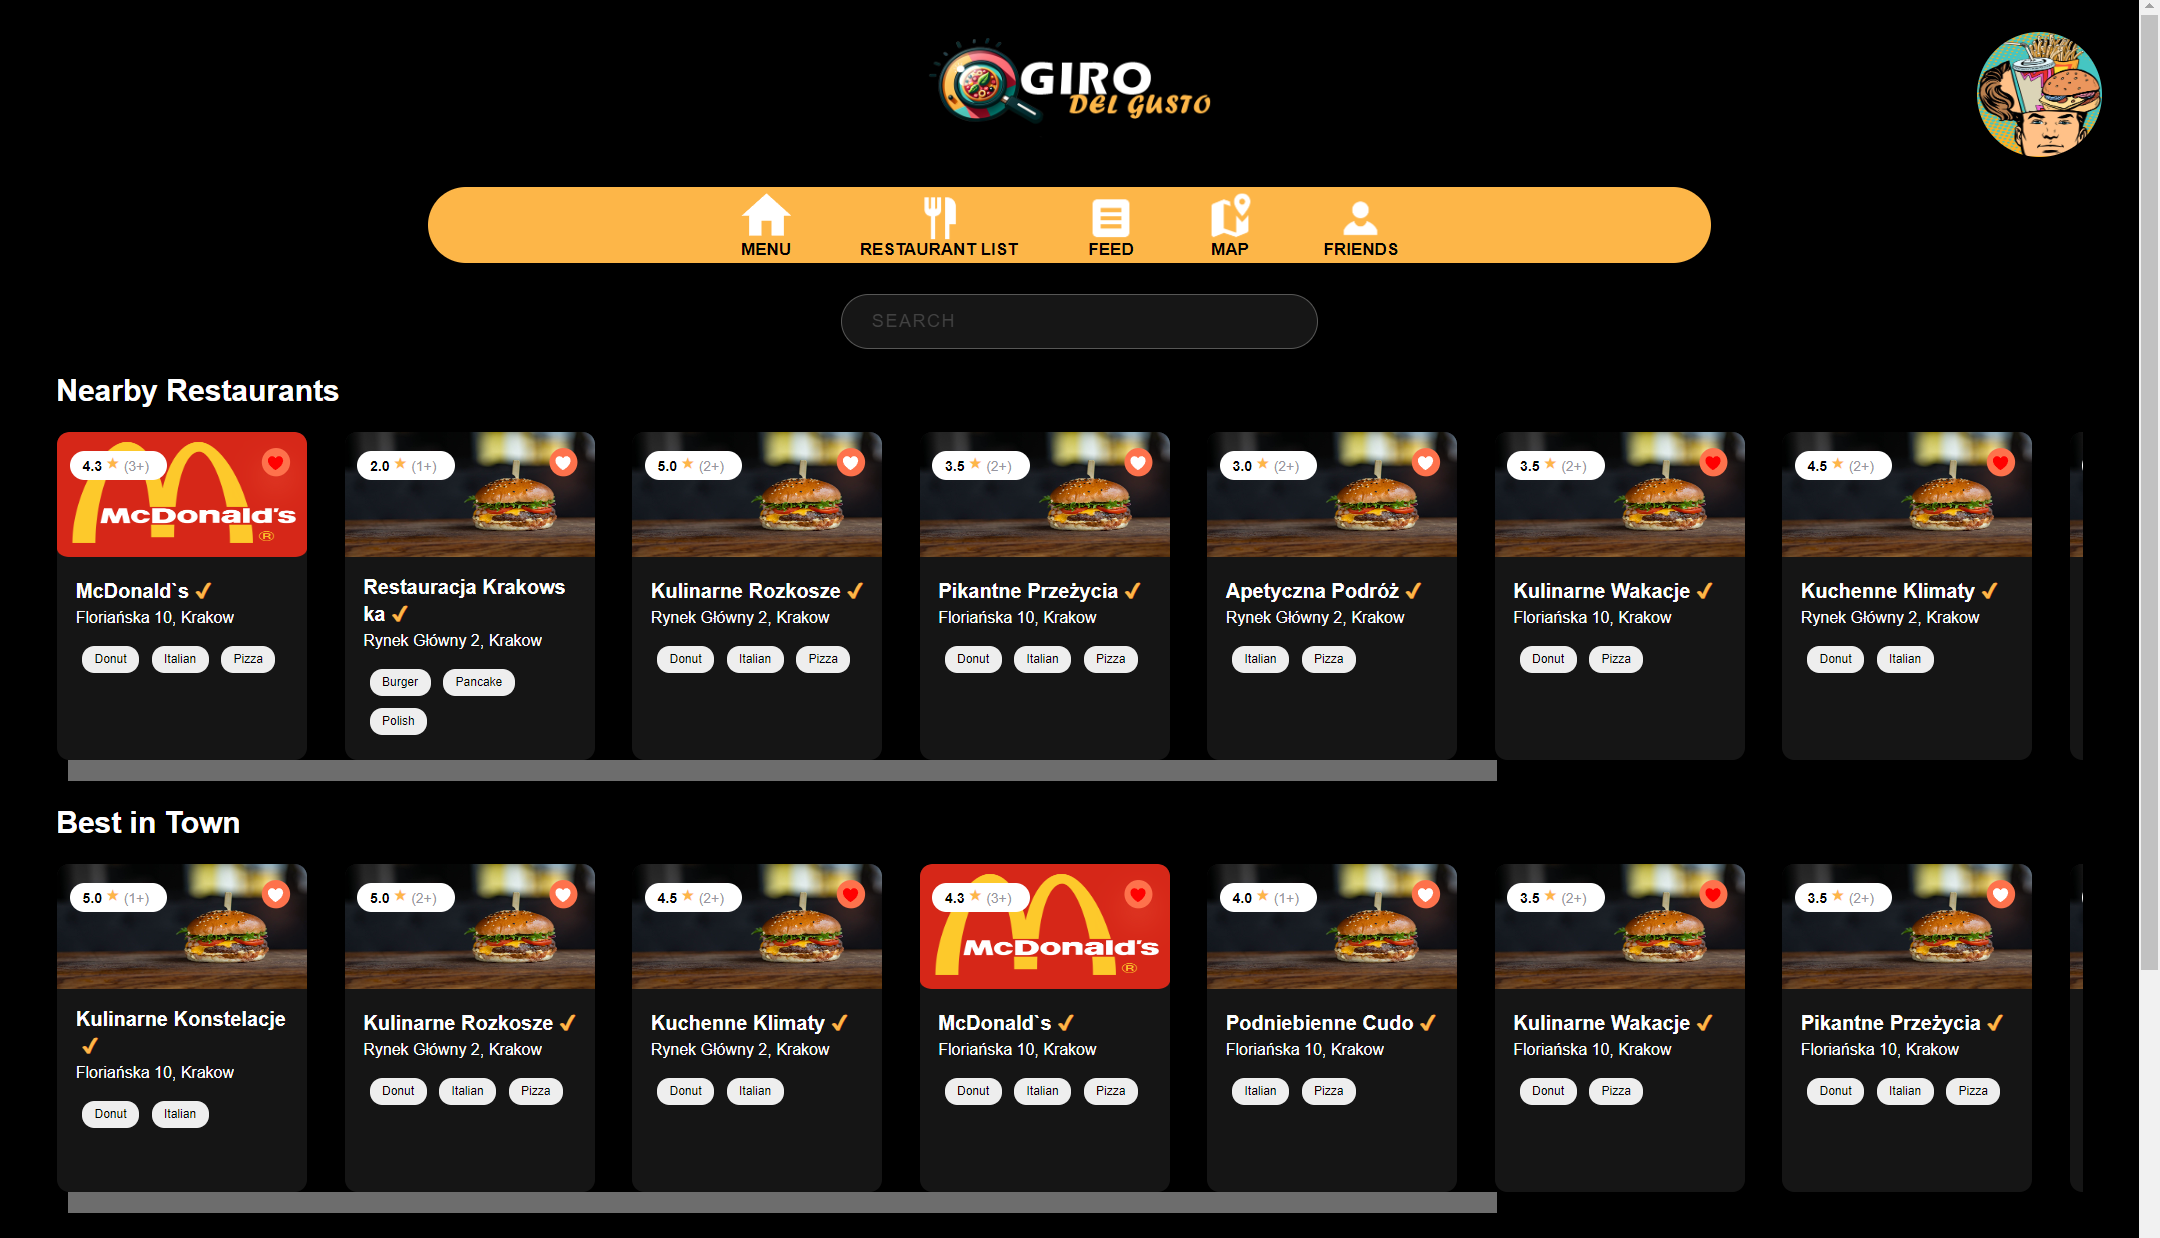 GIRO
DEL GUSTO
MENU
RESTAURANT LIST
FEED
MAP
FRIENDS
SEARCH
Nearby Restaurants
4.3 ★ (3+)
McDonald's
®
McDonald`s ✓
Floriańska 10, Krakow
Donut
Italian
Pizza
2.0 ★ (1+)
Restauracja Krakows
ka ✓
Rynek Główny 2, Krakow
Burger
Pancake
Polish
5.0 ★ (2+)
Kulinarne Rozkosze ✓
Rynek Główny 2, Krakow
Donut
Italian
Pizza
3.5 ★ (2+)
Pikantne Przeżycia ✓
Floriańska 10, Krakow
Donut
Italian
Pizza
3.0 ★ (2+)
Apetyczna Podróż ✓
Rynek Główny 2, Krakow
Italian
Pizza
3.5 ★ (2+)
Kulinarne Wakacje ✓
Floriańska 10, Krakow
Donut
Pizza
4.5 ★ (2+)
Kuchenne Klimaty ✓
Rynek Główny 2, Krakow
Donut
Italian
Best in Town
5.0 ★ (1+)
Kulinarne Konstelacje
✓
Floriańska 10, Krakow
Donut
Italian
5.0 ★ (2+)
Kulinarne Rozkosze ✓
Rynek Główny 2, Krakow
Donut
Italian
Pizza
4.5 ★ (2+)
Kuchenne Klimaty ✓
Rynek Główny 2, Krakow
Donut
Italian
4.3 ★ (3+)
McDonald's
®
McDonald`s ✓
Floriańska 10, Krakow
Donut
Italian
Pizza
4.0 ★ (1+)
Podniebienne Cudo ✓
Floriańska 10, Krakow
Italian
Pizza
3.5 ★ (2+)
Kulinarne Wakacje ✓
Floriańska 10, Krakow
Donut
Pizza
3.5 ★ (2+)
Pikantne Przeżycia ✓
Floriańska 10, Krakow
Donut
Italian
Pizza